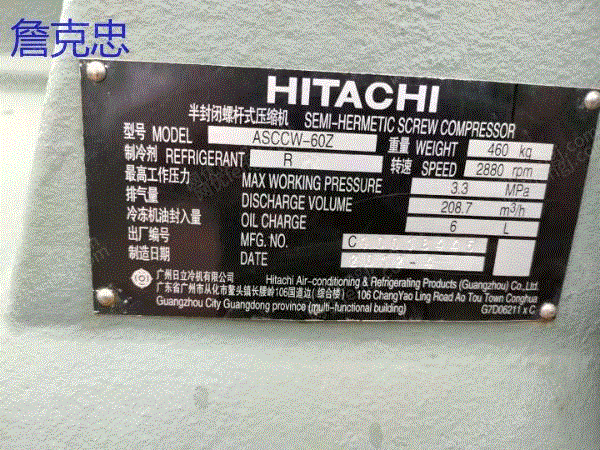 詹克忠
HITACHI
半封闭螺杆式压缩机 SEMI-HERMETIC SCREW COMPRESSOR
型号 MODEL ASCCW-60Z 重量 WEIGHT 460 kg
制冷剂 REFRIGERANT R 转速 SPEED 2880 rpm
最高工作压力 MAX WORKING PRESSURE 3.3 MPa
排气量 DISCHARGE VOLUME 208.7 m³/h
冷冻机油封入量 OIL CHARGE 6 L
出厂编号 MFG. NO.
制造日期 DATE
广州日立冷机有限公司 Hitachi Air-conditioning & Refrigerating Products (Guangzhou) Co.,Ltd.
广东省广州市从化市鳌头镇长腰岭106国道边(综合楼) 106 ChangYao Ling Road Ao Tou Town Conghua
Guangzhou City Guangdong province (multi-functional building) G7D06211 x C